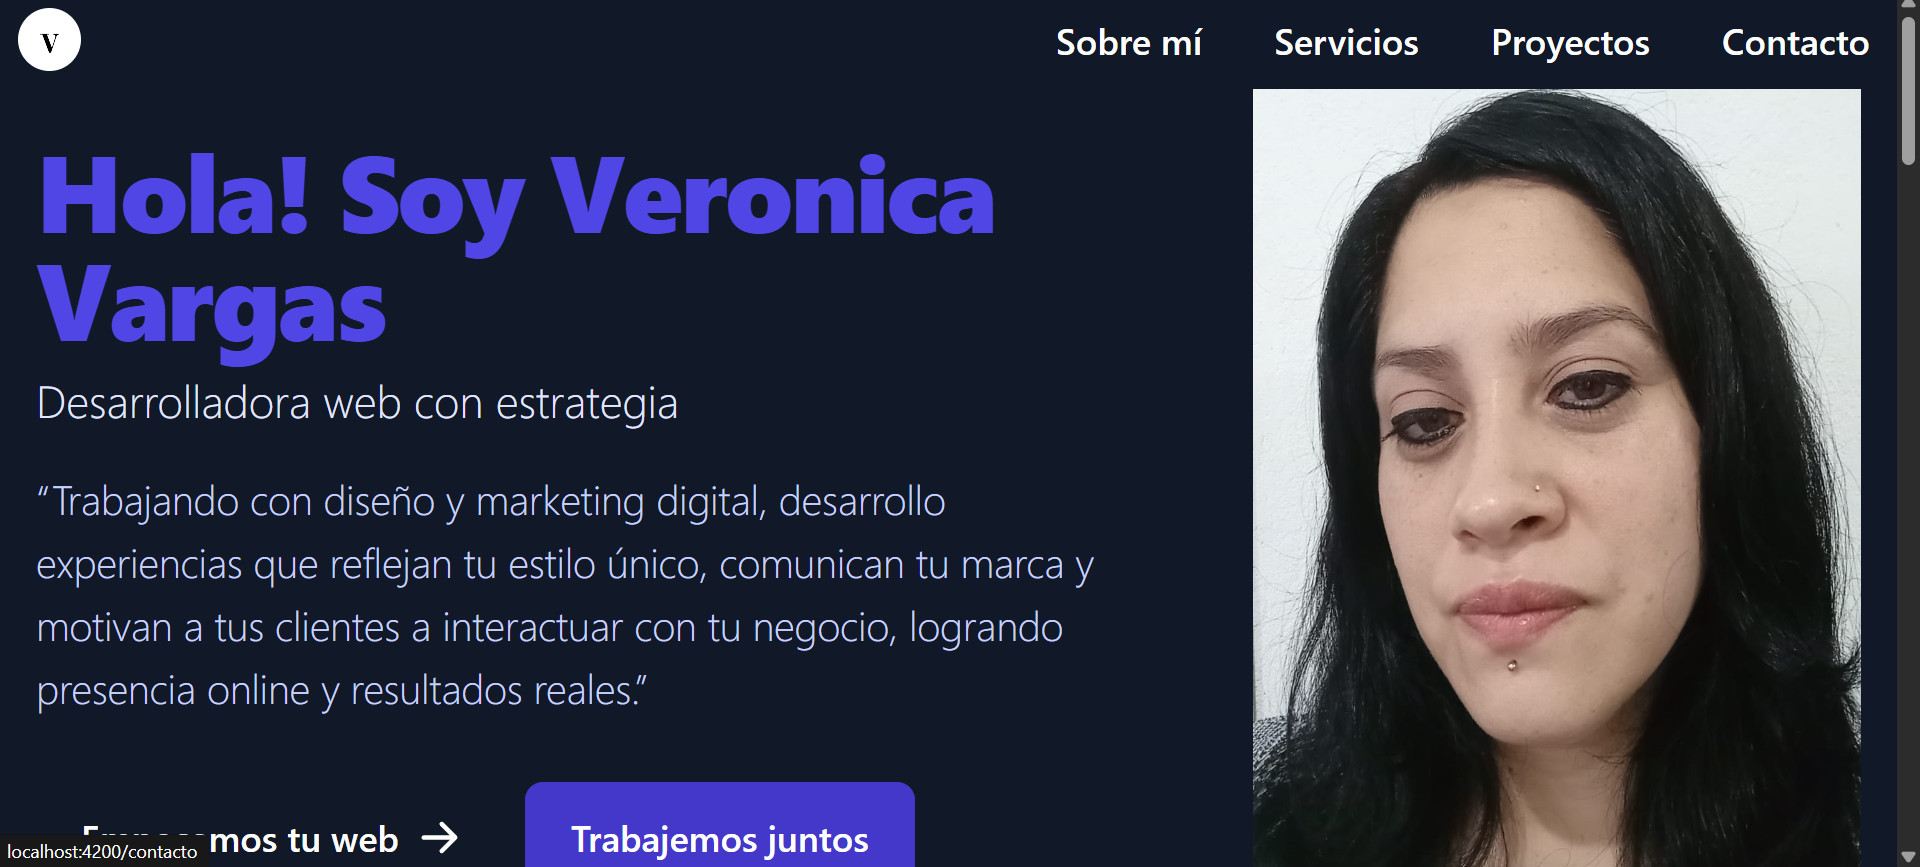 V
Sobre mí
Servicios
Proyectos
Contacto
Hola! Soy Veronica
Vargas
Desarrolladora web con estrategia
“Trabajando con diseño y marketing digital, desarrollo
experiencias que reflejan tu estilo único, comunican tu marca y
motivan a tus clientes a interactuar con tu negocio, logrando
presencia online y resultados reales.”
tu web →
Trabajemos juntos
localhost:4200/contacto